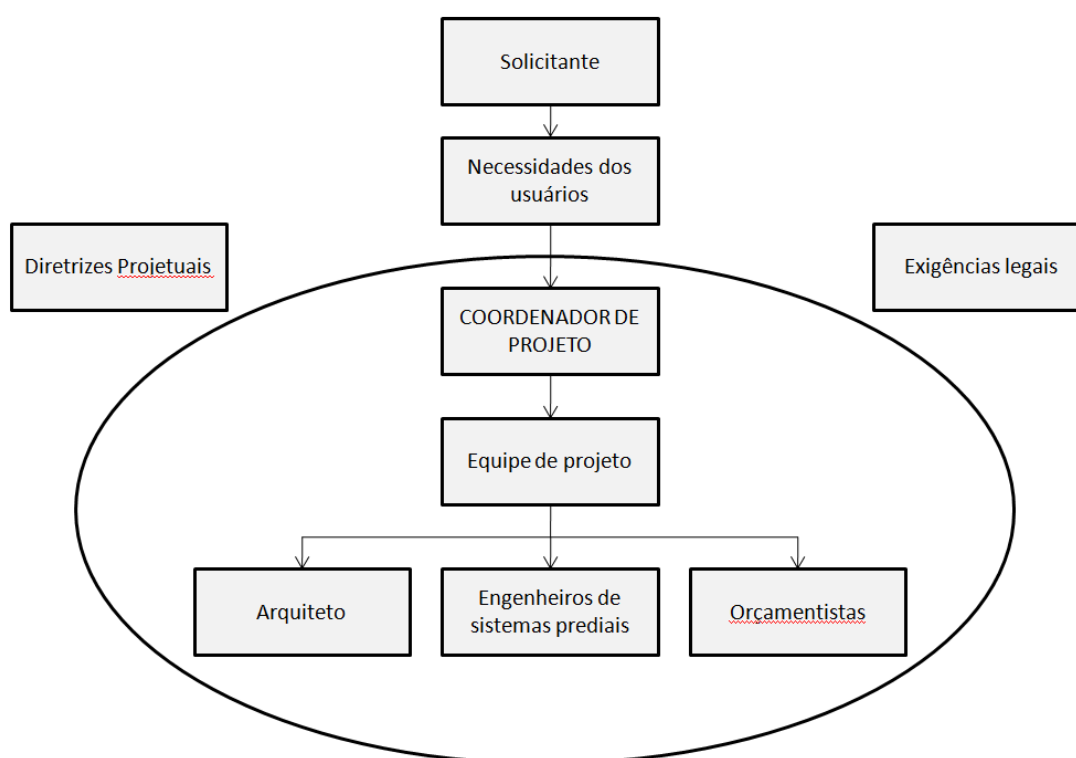 Solicitante
Necessidades dos
usuários
Diretrizes Projetuais
Exigências legais
COORDENADOR DE
PROJETO
Equipe de projeto
Arquiteto
Engenheiros de
sistemas prediais
Orçamentistas